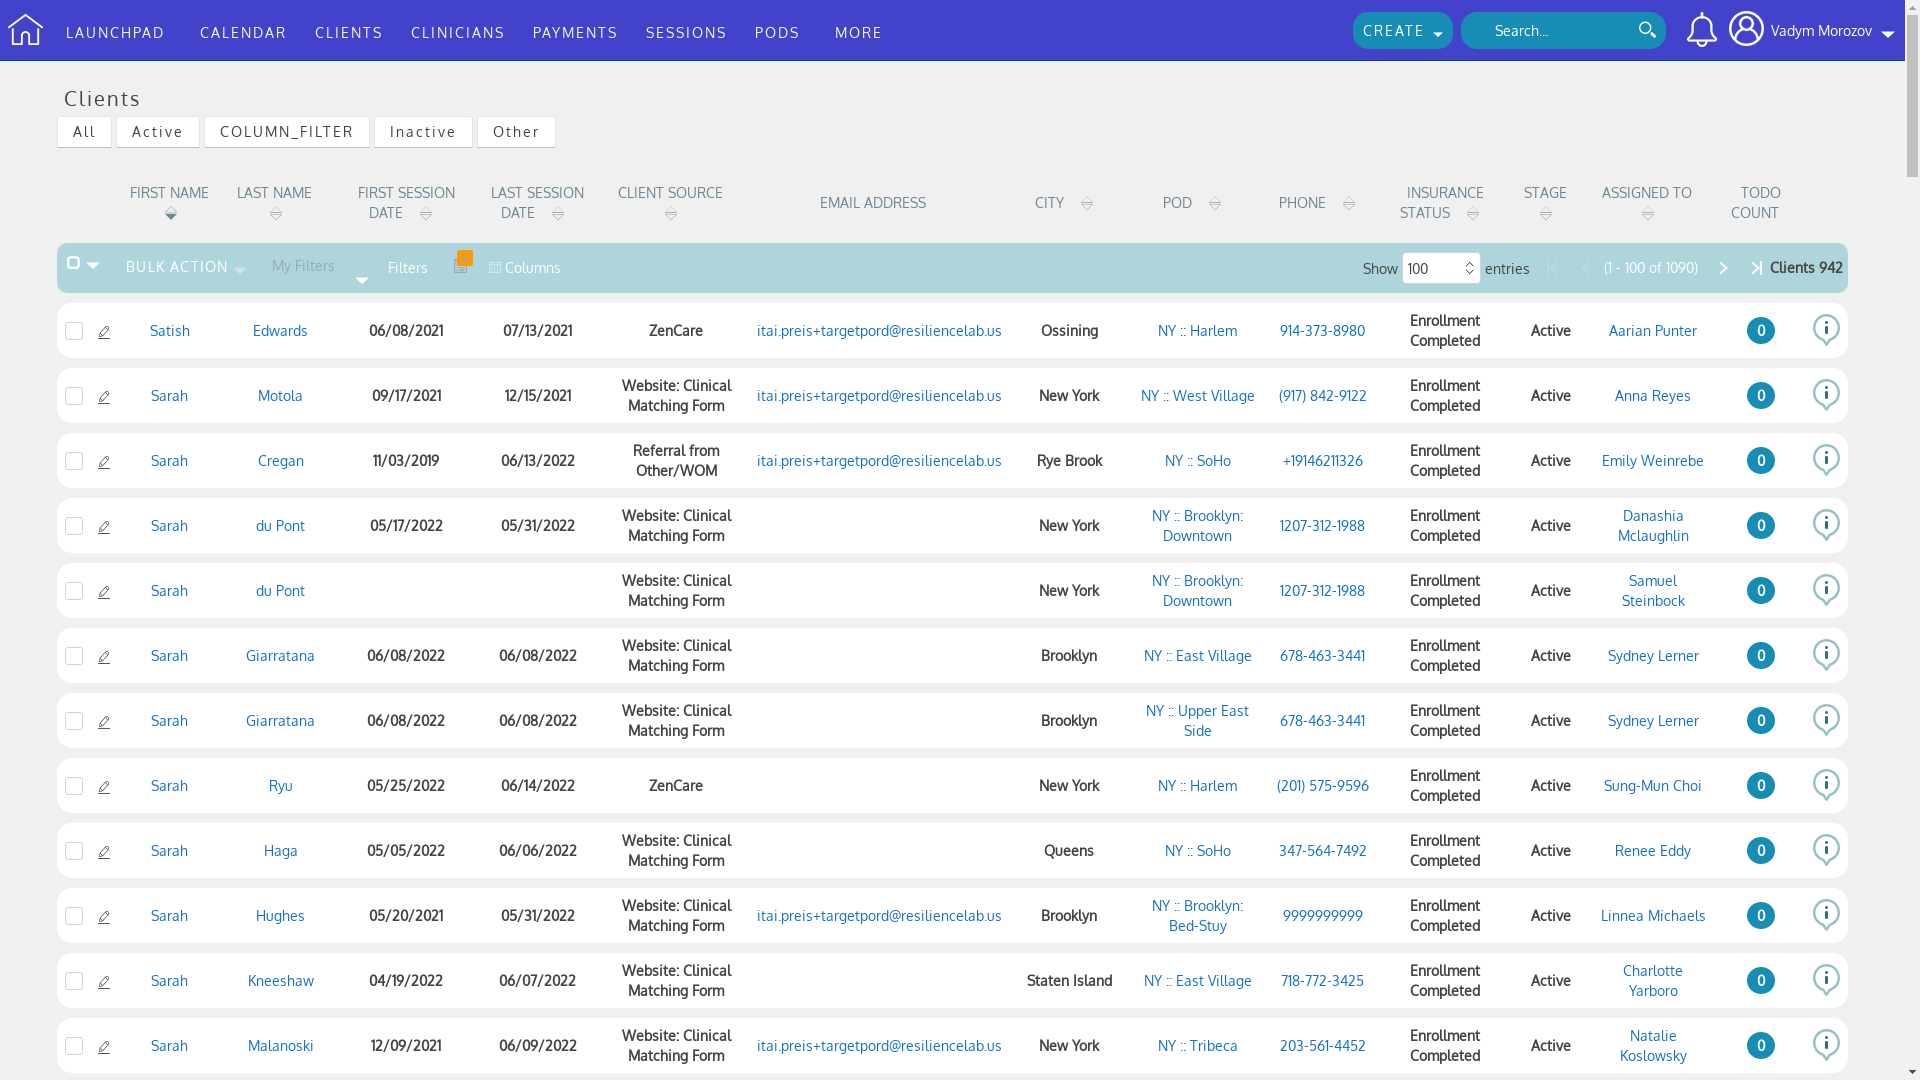 LAUNCHPAD CALENDAR CLIENTS CLINICIANS PAYMENTS SESSIONS PODS MORE CREATE Search... Vadym Morozov
Clients
All Active COLUMN_FILTER Inactive Other
FIRST NAME LAST NAME FIRST SESSION DATE LAST SESSION DATE CLIENT SOURCE EMAIL ADDRESS CITY POD PHONE INSURANCE STATUS STAGE ASSIGNED TO TODO COUNT
BULK ACTION My Filters Filters Columns Show 100 entries (1 - 100 of 1090) Clients 942
Satish Edwards 06/08/2021 07/13/2021 ZenCare itai.preis+targetpord@resiliencelab.us Ossining NY :: Harlem 914-373-8980 Enrollment Completed Active Aarian Punter 0
Sarah Motola 09/17/2021 12/15/2021 Website: Clinical Matching Form itai.preis+targetpord@resiliencelab.us New York NY :: West Village (917) 842-9122 Enrollment Completed Active Anna Reyes 0
Sarah Cregan 11/03/2019 06/13/2022 Referral from Other/WOM itai.preis+targetpord@resiliencelab.us Rye Brook NY :: SoHo +19146211326 Enrollment Completed Active Emily Weinrebe 0
Sarah du Pont 05/17/2022 05/31/2022 Website: Clinical Matching Form New York NY :: Brooklyn: Downtown 1207-312-1988 Enrollment Completed Active Danashia Mclaughlin 0
Sarah du Pont Website: Clinical Matching Form New York NY :: Brooklyn: Downtown 1207-312-1988 Enrollment Completed Active Samuel Steinbock 0
Sarah Giarratana 06/08/2022 06/08/2022 Website: Clinical Matching Form Brooklyn NY :: East Village 678-463-3441 Enrollment Completed Active Sydney Lerner 0
Sarah Giarratana 06/08/2022 06/08/2022 Website: Clinical Matching Form Brooklyn NY :: Upper East Side 678-463-3441 Enrollment Completed Active Sydney Lerner 0
Sarah Ryu 05/25/2022 06/14/2022 ZenCare New York NY :: Harlem (201) 575-9596 Enrollment Completed Active Sung-Mun Choi 0
Sarah Haga 05/05/2022 06/06/2022 Website: Clinical Matching Form Queens NY :: SoHo 347-564-7492 Enrollment Completed Active Renee Eddy 0
Sarah Hughes 05/20/2021 05/31/2022 Website: Clinical Matching Form itai.preis+targetpord@resiliencelab.us Brooklyn NY :: Brooklyn: Bed-Stuy 9999999999 Enrollment Completed Active Linnea Michaels 0
Sarah Kneeshaw 04/19/2022 06/07/2022 Website: Clinical Matching Form Staten Island NY :: East Village 718-772-3425 Enrollment Completed Active Charlotte Yarboro 0
Sarah Malanoski 12/09/2021 06/09/2022 Website: Clinical Matching Form itai.preis+targetpord@resiliencelab.us New York NY :: Tribeca 203-561-4452 Enrollment Completed Active Natalie Koslowsky 0